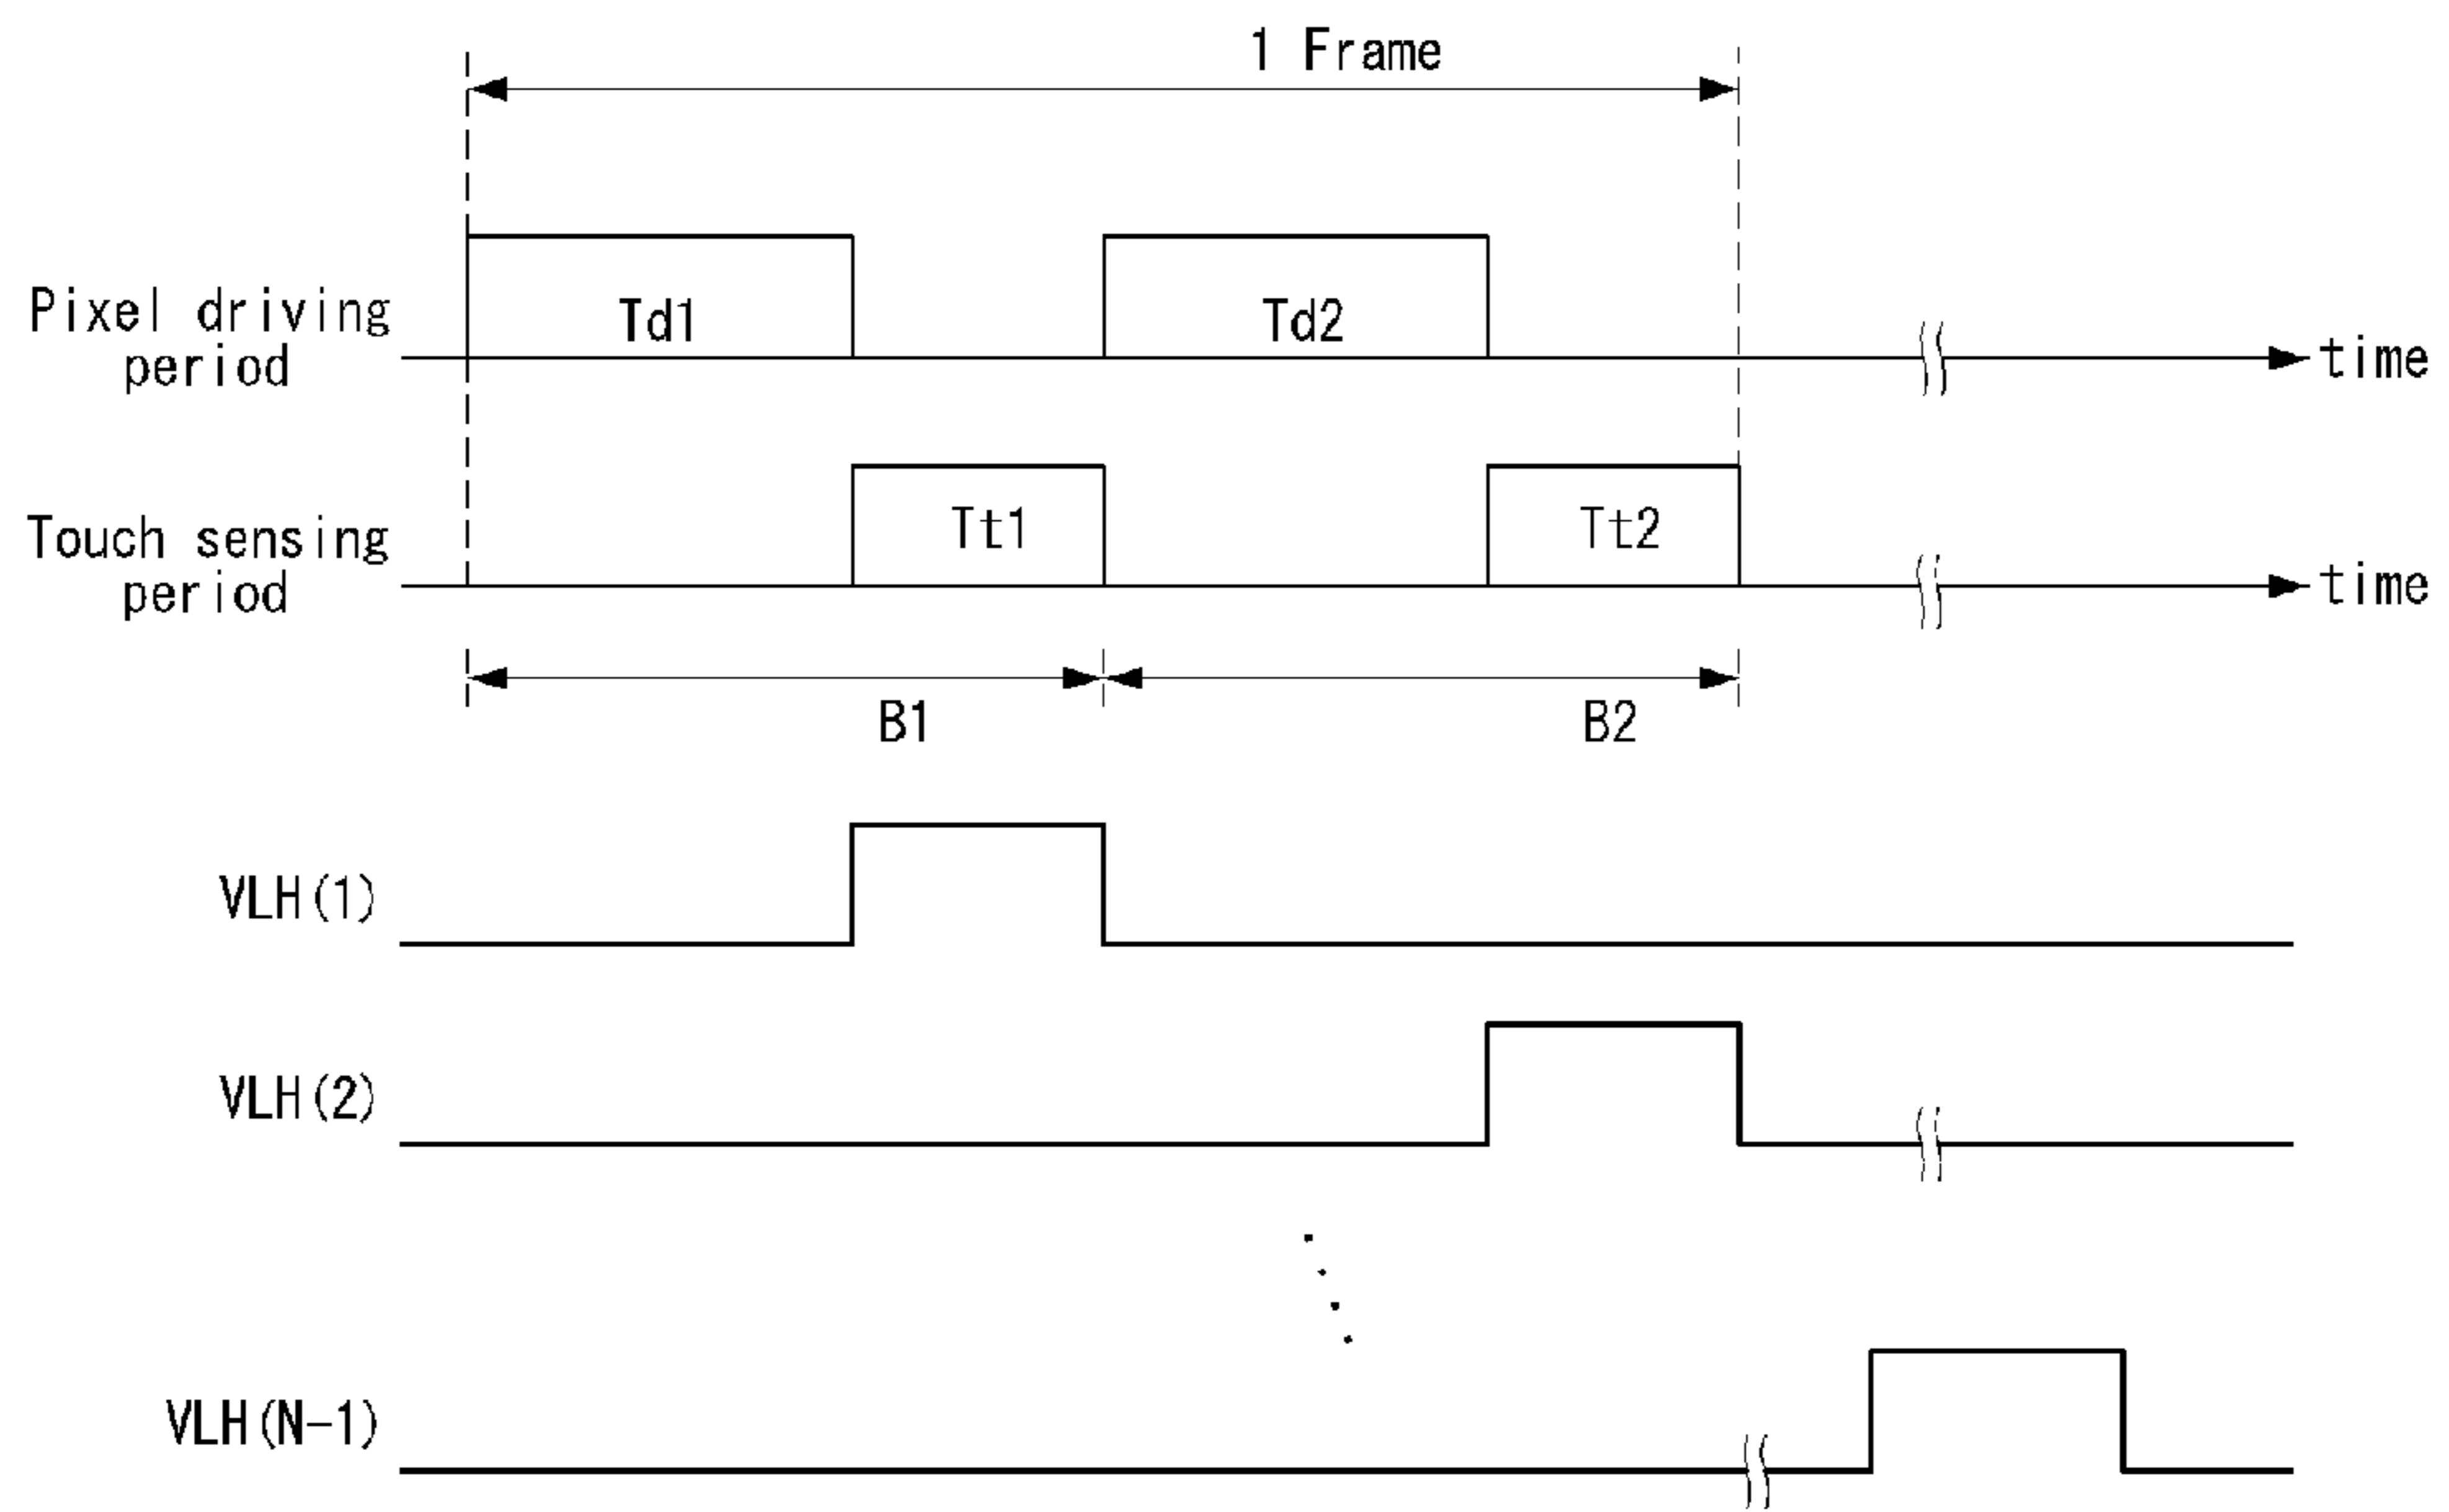 1 Frame
Pixel driving
period
Td1
Td2
time
Touch sensing
period
Tt1
Tt2
time
B1
B2
VLH(1)
VLH(2)
VLH(N-1)